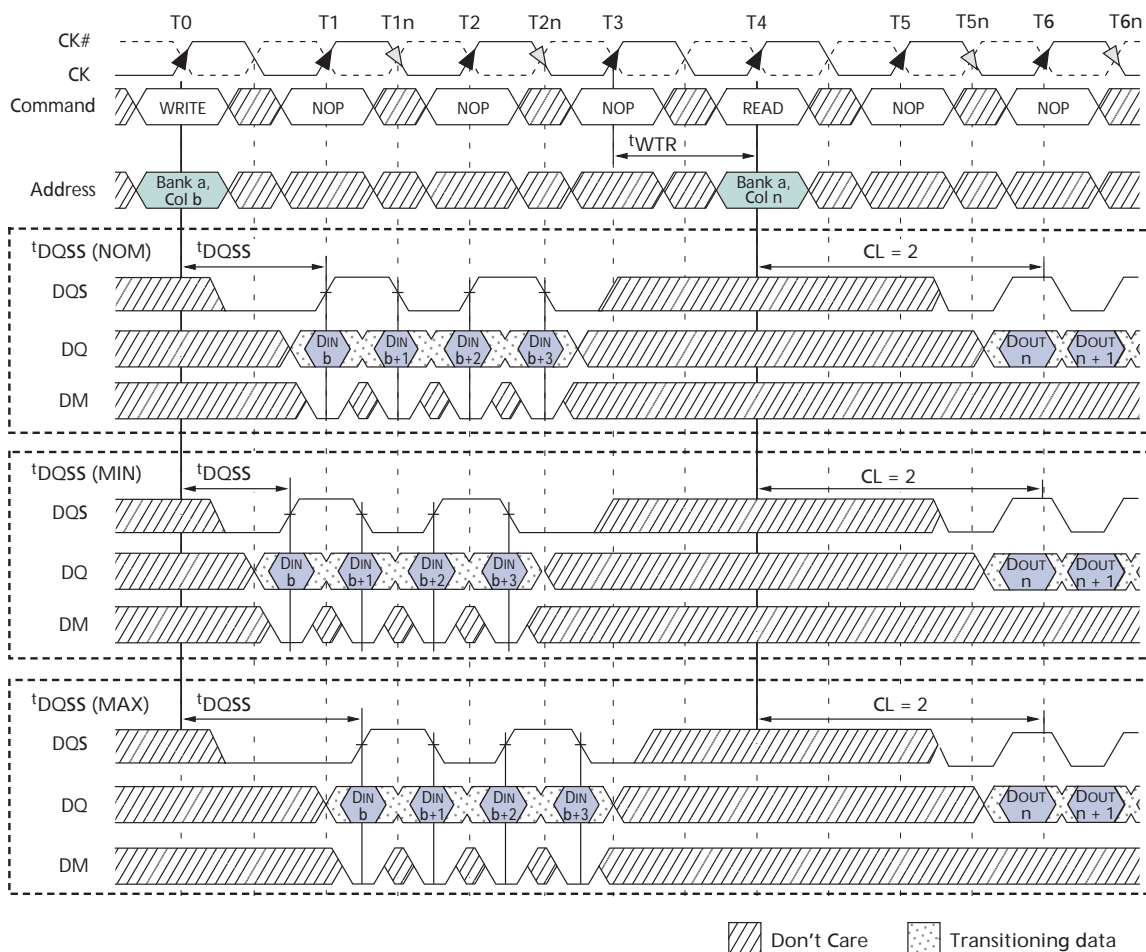 T0 T1 T1n T2 T2n T3 T4 T5 T5n T6 T6n
CK#
CK
Command WRITE NOP NOP NOP READ NOP NOP
tWTR
Address Bank a, Col b Bank a, Col n
tDQSS (NOM) tDQSS CL = 2
DQS
DQ DIN b DIN b+1 DIN b+2 DIN b+3 DOUT n DOUT n + 1
DM
tDQSS (MIN) tDQSS CL = 2
DQS
DQ DIN b DIN b+1 DIN b+2 DIN b+3 DOUT n DOUT n + 1
DM
tDQSS (MAX) tDQSS CL = 2
DQS
DQ DIN b DIN b+1 DIN b+2 DIN b+3 DOUT n DOUT n + 1
DM
Don't Care Transitioning data